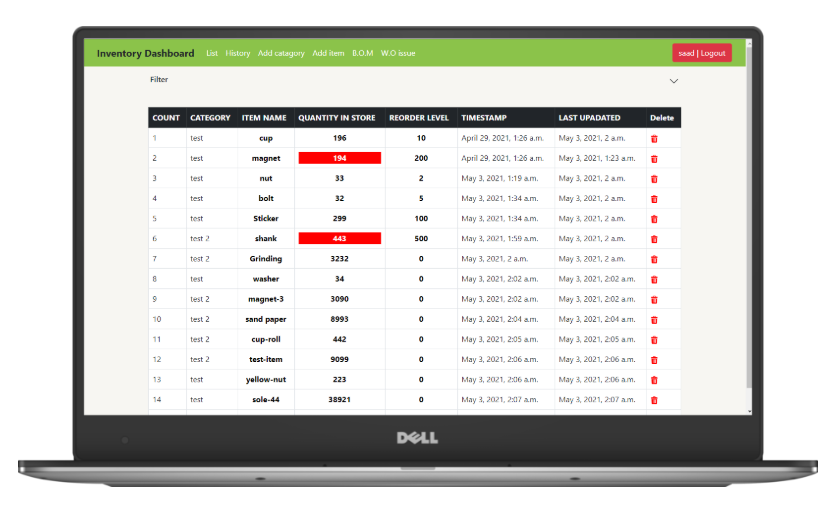 Inventory Dashboard List History Add catagory Add item B.O.M W.O issue saad | Logout
Filter
COUNT CATEGORY ITEM NAME QUANTITY IN STORE REORDER LEVEL TIMESTAMP LAST UPADATED Delete
1 test cup 196 10 April 29, 2021, 1:26 a.m. May 3, 2021, 2 a.m.
2 test magnet 194 200 April 29, 2021, 1:26 a.m. May 3, 2021, 1:23 a.m.
3 test nut 33 2 May 3, 2021, 1:19 a.m. May 3, 2021, 2 a.m.
4 test bolt 32 5 May 3, 2021, 1:34 a.m. May 3, 2021, 2 a.m.
5 test Sticker 299 100 May 3, 2021, 1:34 a.m. May 3, 2021, 2 a.m.
6 test 2 shank 443 500 May 3, 2021, 1:59 a.m. May 3, 2021, 2 a.m.
7 test 2 Grinding 3232 0 May 3, 2021, 2 a.m. May 3, 2021, 2 a.m.
8 test washer 34 0 May 3, 2021, 2:02 a.m. May 3, 2021, 2:02 a.m.
9 test 2 magnet-3 3090 0 May 3, 2021, 2:02 a.m. May 3, 2021, 2:02 a.m.
10 test 2 sand paper 8993 0 May 3, 2021, 2:04 a.m. May 3, 2021, 2:04 a.m.
11 test 2 cup-roll 442 0 May 3, 2021, 2:05 a.m. May 3, 2021, 2:05 a.m.
12 test 2 test-item 9099 0 May 3, 2021, 2:06 a.m. May 3, 2021, 2:06 a.m.
13 test yellow-nut 223 0 May 3, 2021, 2:06 a.m. May 3, 2021, 2:06 a.m.
14 test sole-44 38921 0 May 3, 2021, 2:07 a.m. May 3, 2021, 2:07 a.m.
DELL